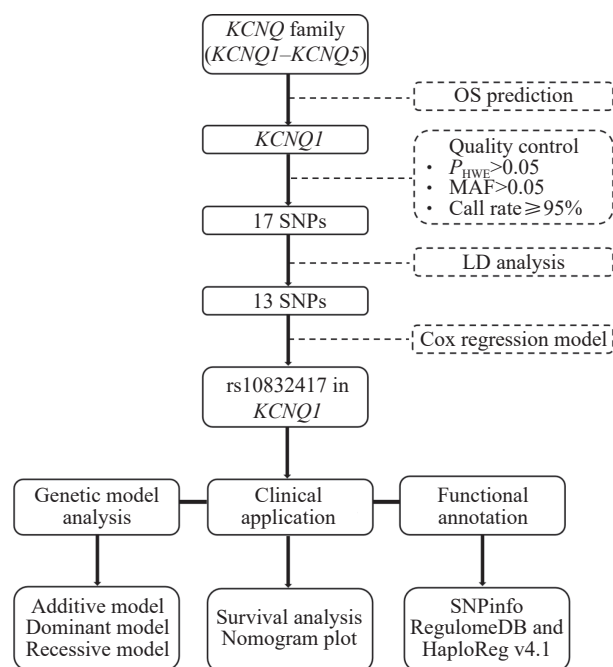 KCNQ family
(KCNQ1–KCNQ5)
OS prediction
KCNQ1
Quality control
• P_HWE>0.05
• MAF>0.05
• Call rate⩾95%
17 SNPs
LD analysis
13 SNPs
Cox regression model
rs10832417 in
KCNQ1
Genetic model
analysis
Clinical
application
Functional
annotation
Additive model
Dominant model
Recessive model
Survival analysis
Nomogram plot
SNPinfo
RegulomeDB and
HaploReg v4.1